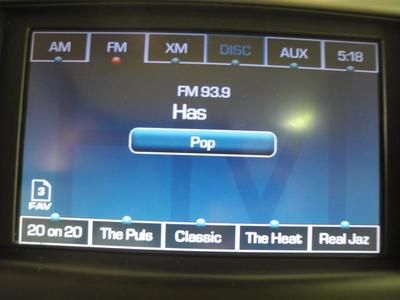 AM FM XM DISC AUX 5:18
FM 93.9
Has
Pop
3
FAV
20 on 20 The Puls Classic The Heat Real Jaz